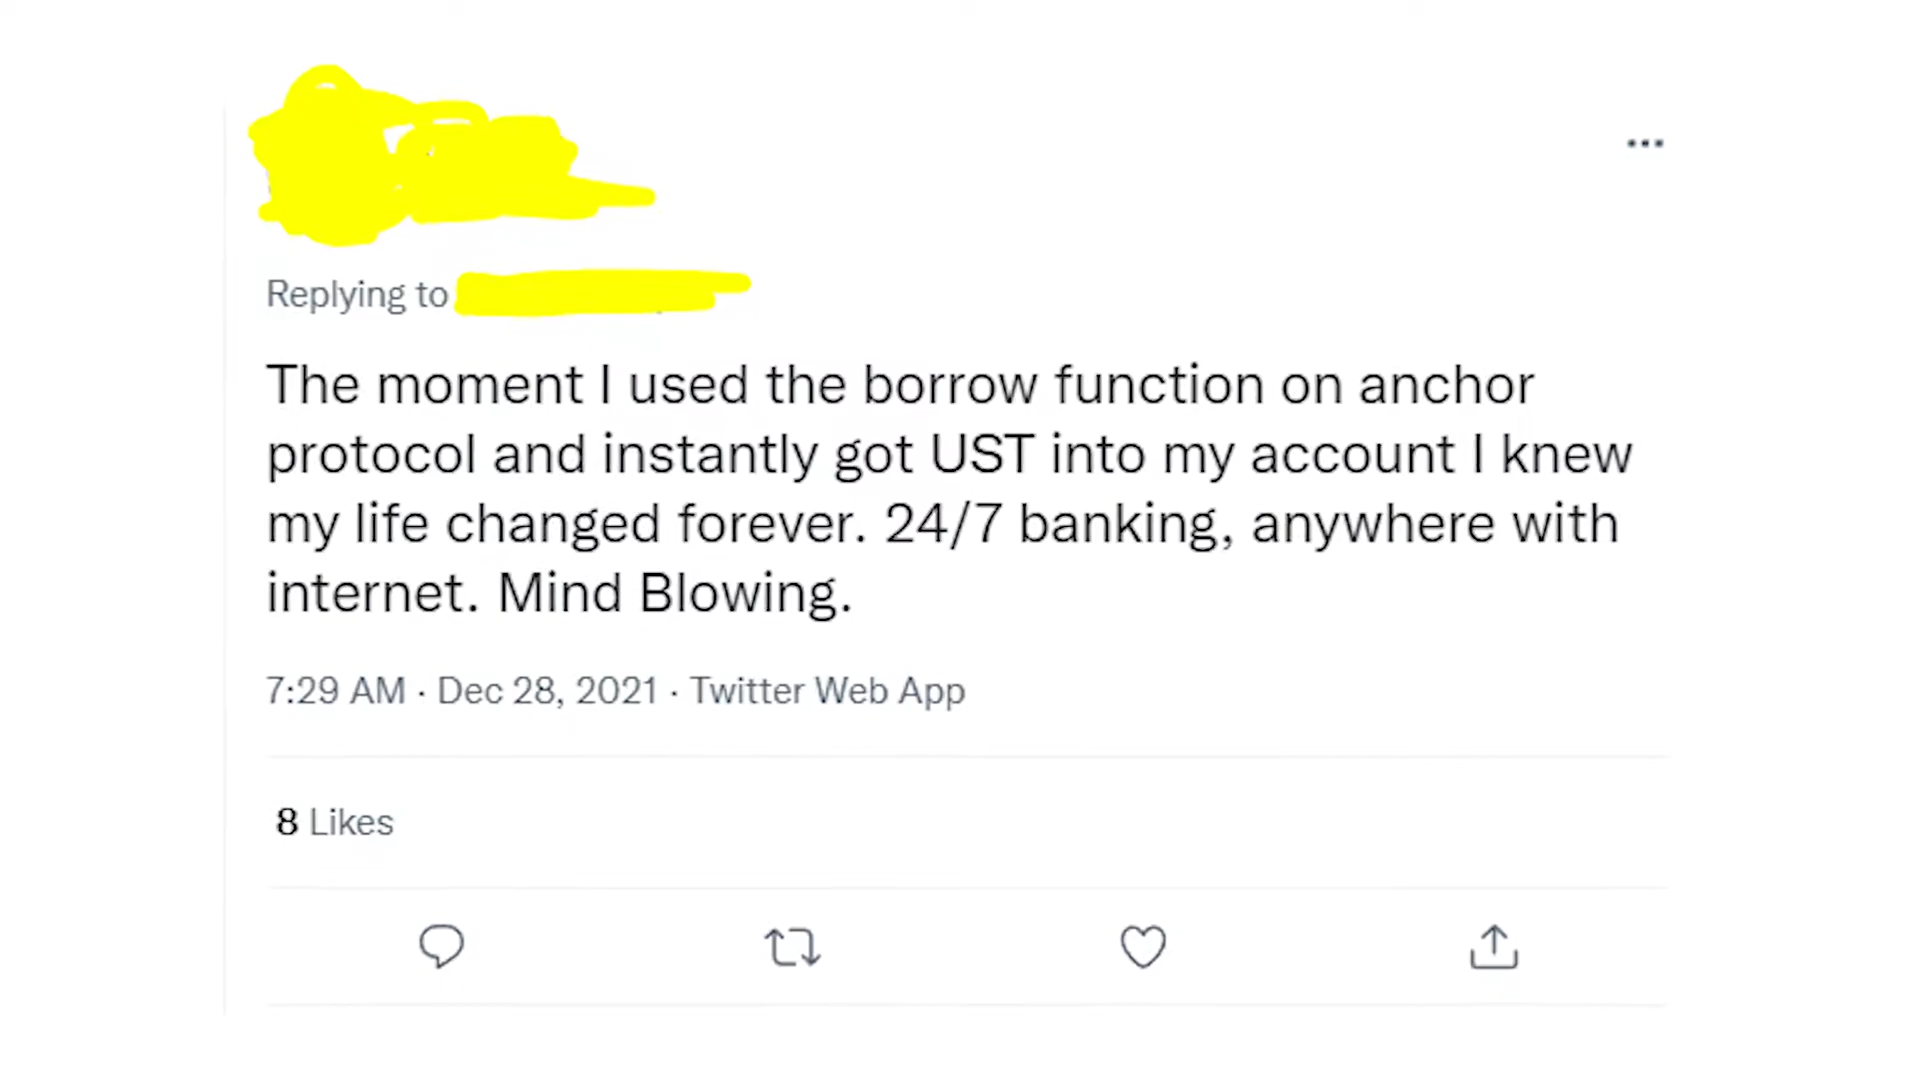 Replying to
The moment I used the borrow function on anchor
protocol and instantly got UST into my account I knew
my life changed forever. 24/7 banking, anywhere with
internet. Mind Blowing.
7:29 AM · Dec 28, 2021 · Twitter Web App
8 Likes